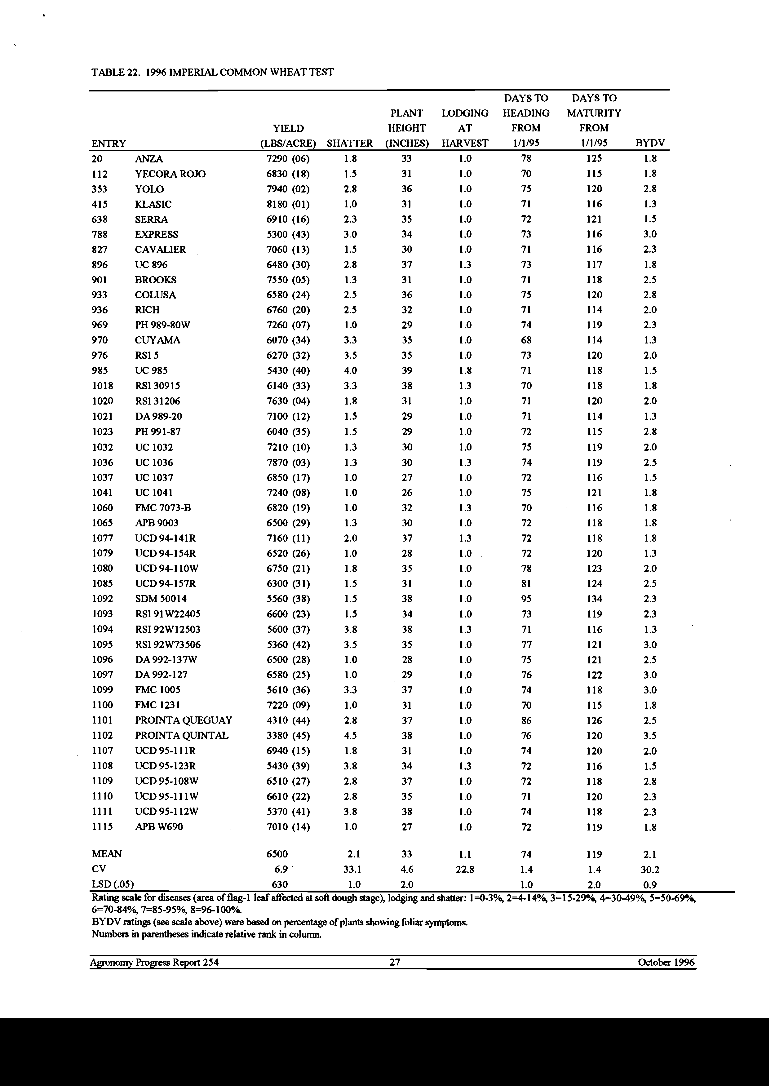 TABLE 22. 1996 IMPERIAL COMMON WHEAT TEST
DAYS TO DAYS TO
PLANT LODGING HEADING MATURITY
YIELD HEIGHT AT FROM FROM
ENTRY (LBS/ACRE) SHATTER (INCHES) HARVEST 1/1/95 1/1/95 BYDV
20 ANZA 7290 (06) 1.8 33 1.0 78 125 1.8
112 YECORA ROJO 6830 (18) 1.5 31 1.0 70 115 1.8
353 YOLO 7940 (02) 2.8 36 1.0 75 120 2.8
415 KLASIC 8180 (01) 1.0 31 1.0 71 116 1.3
638 SERRA 6910 (16) 2.3 35 1.0 72 121 1.5
788 EXPRESS 5300 (43) 3.0 34 1.0 73 116 3.0
827 CAVALIER 7060 (13) 1.5 30 1.0 71 116 2.3
896 UC 896 6480 (30) 2.8 37 1.3 73 117 1.8
901 BROOKS 7550 (05) 1.3 31 1.0 71 118 2.5
933 COLUSA 6580 (24) 2.5 36 1.0 75 120 2.8
936 RICH 6760 (20) 2.5 32 1.0 71 114 2.0
969 PH 989-80W 7260 (07) 1.0 29 1.0 74 119 2.3
970 CUYAMA 6070 (34) 3.3 35 1.0 68 114 1.3
976 RSI 5 6270 (32) 3.5 35 1.0 73 120 2.0
985 UC 985 5430 (40) 4.0 39 1.8 71 118 1.5
1018 RSI 30915 6140 (33) 3.3 38 1.3 70 118 1.8
1020 RSI 31206 7630 (04) 1.8 31 1.0 71 120 2.0
1021 DA 989-20 7100 (12) 1.5 29 1.0 71 114 1.3
1023 PH 991-87 6040 (35) 1.5 29 1.0 72 115 2.8
1032 UC 1032 7210 (10) 1.3 30 1.0 75 119 2.0
1036 UC 1036 7870 (03) 1.3 30 1.3 74 119 2.5
1037 UC 1037 6850 (17) 1.0 27 1.0 72 116 1.5
1041 UC 1041 7240 (08) 1.0 26 1.0 75 121 1.8
1060 FMC 7073-B 6820 (19) 1.0 32 1.3 70 116 1.8
1065 APB 9003 6500 (29) 1.3 30 1.0 72 118 1.8
1077 UCD 94-141R 7160 (11) 2.0 37 1.3 72 118 1.8
1079 UCD 94-154R 6520 (26) 1.0 28 1.0 72 120 1.3
1080 UCD 94-110W 6750 (21) 1.8 35 1.0 78 123 2.0
1085 UCD 94-157R 6300 (31) 1.5 31 1.0 81 124 2.5
1092 SDM 50014 5560 (38) 1.5 38 1.0 95 134 2.3
1093 RSI 91W22405 6600 (23) 1.5 34 1.0 73 119 2.3
1094 RSI 92W12503 5600 (37) 3.8 38 1.3 71 116 1.3
1095 RSI 92W73506 5360 (42) 3.5 35 1.0 77 121 3.0
1096 DA 992-137W 6500 (28) 1.0 28 1.0 75 121 2.5
1097 DA 992-127 6580 (25) 1.0 29 1.0 76 122 3.0
1099 FMC 1005 5610 (36) 3.3 37 1.0 74 118 3.0
1100 FMC 1231 7220 (09) 1.0 31 1.0 70 115 1.8
1101 PROINTA QUEGUAY 4310 (44) 2.8 37 1.0 86 126 2.5
1102 PROINTA QUINTAL 3380 (45) 4.5 38 1.0 76 120 3.5
1107 UCD 95-111R 6940 (15) 1.8 31 1.0 74 120 2.0
1108 UCD 95-123R 5430 (39) 3.8 34 1.3 72 116 1.5
1109 UCD 95-108W 6510 (27) 2.8 37 1.0 72 118 2.8
1110 UCD 95-111W 6610 (22) 2.8 35 1.0 71 120 2.3
1111 UCD 95-112W 5370 (41) 3.8 38 1.0 74 118 2.3
1115 APB W690 7010 (14) 1.0 27 1.0 72 119 1.8
MEAN 6500 2.1 33 1.1 74 119 2.1
CV 6.9 33.1 4.6 22.8 1.4 1.4 30.2
LSD (.05) 630 1.0 2.0 1.0 2.0 0.9
Rating scale for diseases (area of flag-1 leaf affected at soft dough stage), lodging and shatter: 1=0-3%, 2=4-14%, 3=15-29%, 4=30-49%, 5=50-69%,
6=70-84%, 7=85-95%, 8=96-100%.
BYDV ratings (see scale above) were based on percentage of plants showing foliar symptoms.
Numbers in parentheses indicate relative rank in column.
Agronomy Progress Report 254 27 October 1996